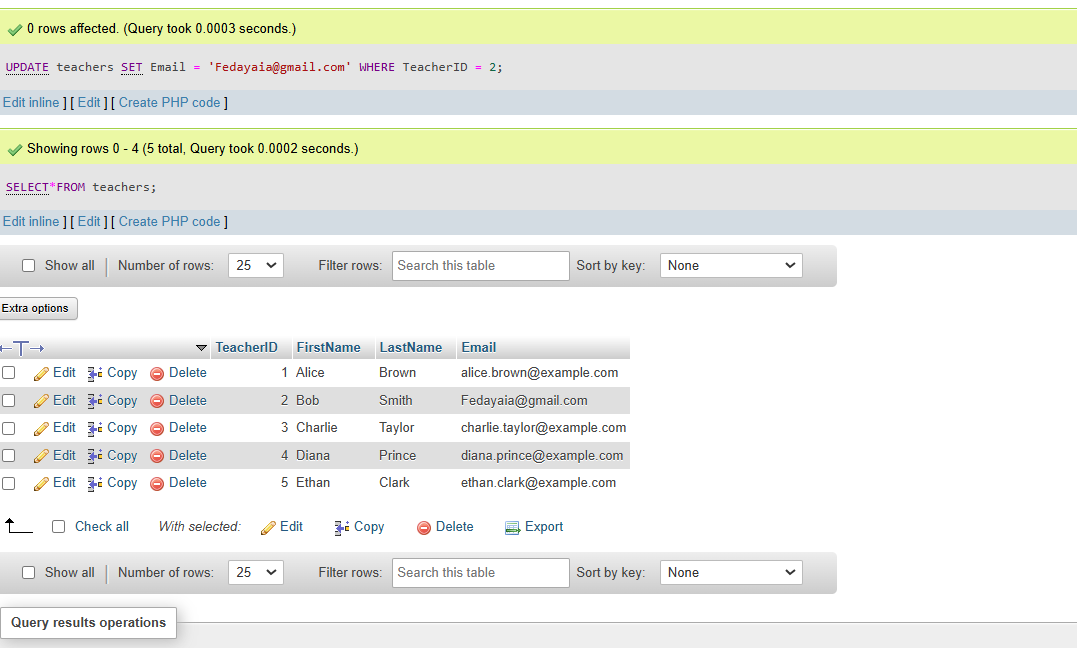 0 rows affected. (Query took 0.0003 seconds.)
UPDATE teachers SET Email = 'Fedayaia@gmail.com' WHERE TeacherID = 2;
Edit inline ] [ Edit ] [ Create PHP code ]
Showing rows 0 - 4 (5 total, Query took 0.0002 seconds.)
SELECT*FROM teachers;
Edit inline ] [ Edit ] [ Create PHP code ]
Show all | Number of rows: 25 Filter rows: Search this table Sort by key: None
Extra options
←T→ TeacherID FirstName LastName Email
Edit Copy Delete 1 Alice Brown alice.brown@example.com
Edit Copy Delete 2 Bob Smith Fedayaia@gmail.com
Edit Copy Delete 3 Charlie Taylor charlie.taylor@example.com
Edit Copy Delete 4 Diana Prince diana.prince@example.com
Edit Copy Delete 5 Ethan Clark ethan.clark@example.com
Check all With selected: Edit Copy Delete Export
Show all | Number of rows: 25 Filter rows: Search this table Sort by key: None
Query results operations